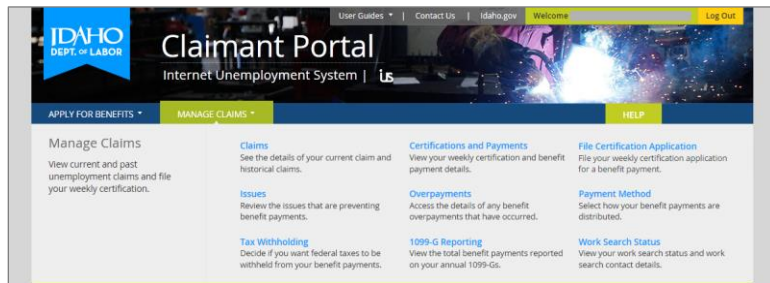 User Guides | Contact Us | Idaho.gov Welcome Log Out
IDAHO
DEPT. OF LABOR
Claimant Portal
Internet Unemployment System | ius
APPLY FOR BENEFITS MANAGE CLAIMS HELP
Manage Claims
View current and past
unemployment claims and file
your weekly certification.
Claims
See the details of your current claim and
historical claims.
Certifications and Payments
View your weekly certification and benefit
payment details.
File Certification Application
File your weekly certification application
for a benefit payment.
Issues
Review the issues that are preventing
benefit payments.
Overpayments
Access the details of any benefit
overpayments that have occurred.
Payment Method
Select how your benefit payments are
distributed.
Tax Withholding
Decide if you want federal taxes to be
withheld from your benefit payments.
1099-G Reporting
View the total benefit payments reported
on your annual 1099-Gs.
Work Search Status
View your work search status and work
search contact details.